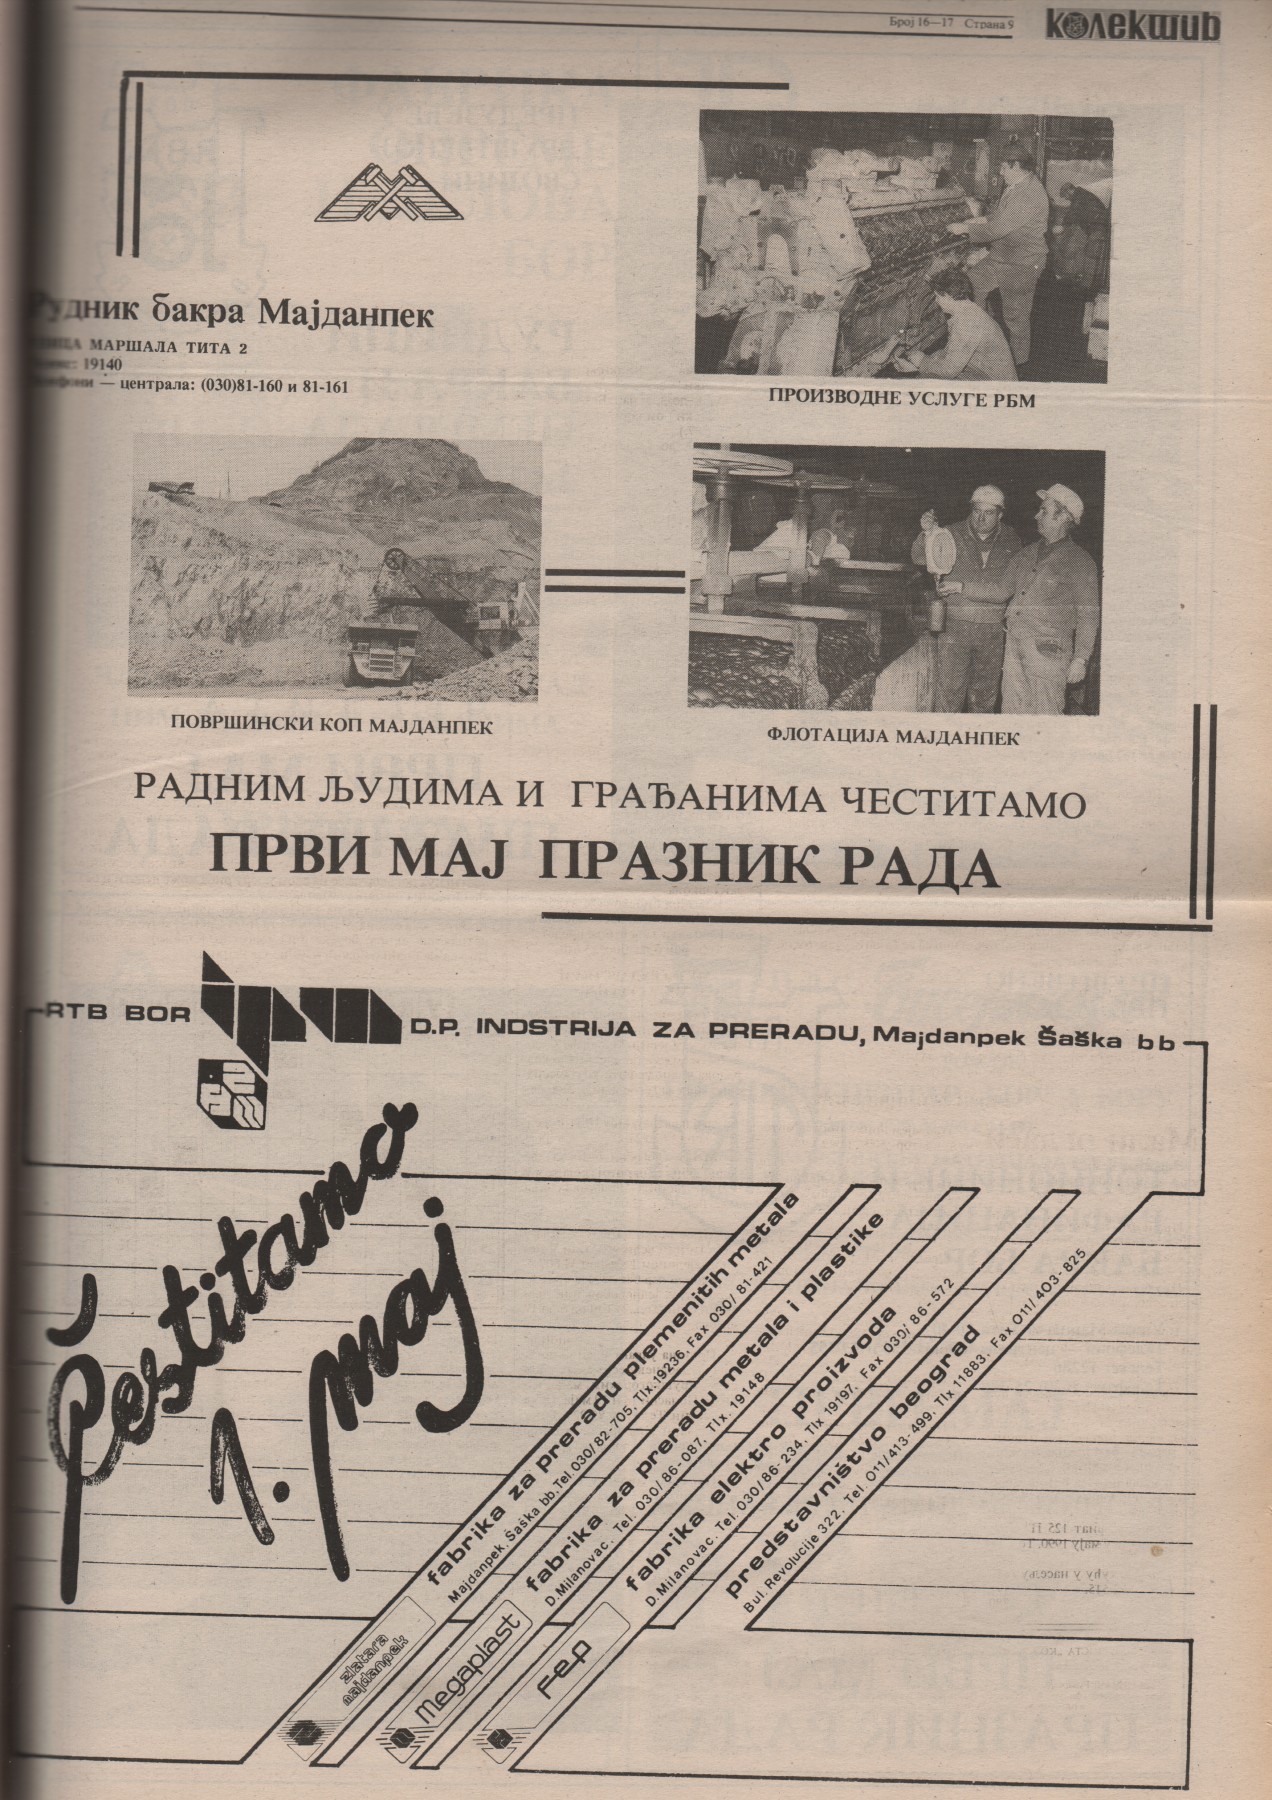 Број 16—17 Страна 9
колектив
Рудник бакра Мајданпек
МАРШАЛА ТИТА 2
19140
— централа: (030)81-160 и 81-161
ПРОИЗВОДНЕ УСЛУГЕ РБМ
ПОВРШИНСКИ КОП МАЈДАНПЕК
ФЛОТАЦИЈА МАЈДАНПЕК
РАДНИМ ЉУДИМА И ГРАЂАНИМА ЧЕСТИТАМО
ПРВИ МАЈ ПРАЗНИК РАДА
RTB BOR
D.P. INDSTRIJA ZA PRERADU, Majdanpek Šaška bb
Čestitamo
1. maj
fabrika za preradu plemenitih metala
Majdanpek, Šaška bb, Tel. 030/82-705, Tlx. 19236, Fax 030/ 81-421
zlatara
majdanpek
fabrika za preradu metala i plastike
D. Milanovac. Tel. 030/86-087. Tlx. 19148
Megaplast
fabrika elektro proizvoda
D. Milanovac. Tel. 030/86-234. Tlx 19197. Fax 030/ 86-572
Fep
predstavništvo beograd
Bul. Revolucije 322. Tel. 011/413-499. Tlx 11883. Fax 011/ 403-825